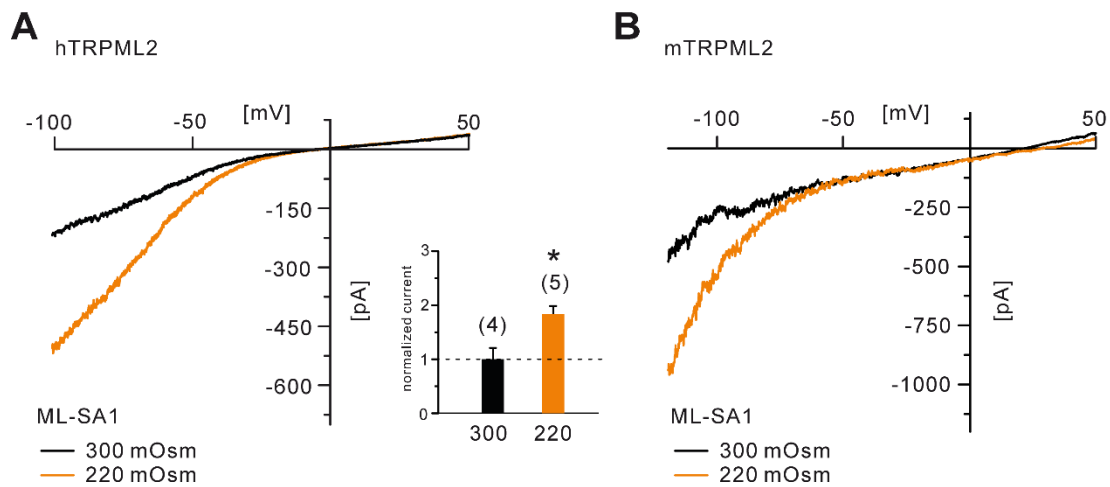 A
hTRPML2
[mV]
-100
-50
50
-150
-300
-450
-600
[pA]
normalized current
3
2
1
0
*
(5)
(4)
300
220
ML-SA1
300 mOsm
220 mOsm
B
mTRPML2
[mV]
-100
-50
50
-250
-500
-750
-1000
[pA]
ML-SA1
300 mOsm
220 mOsm